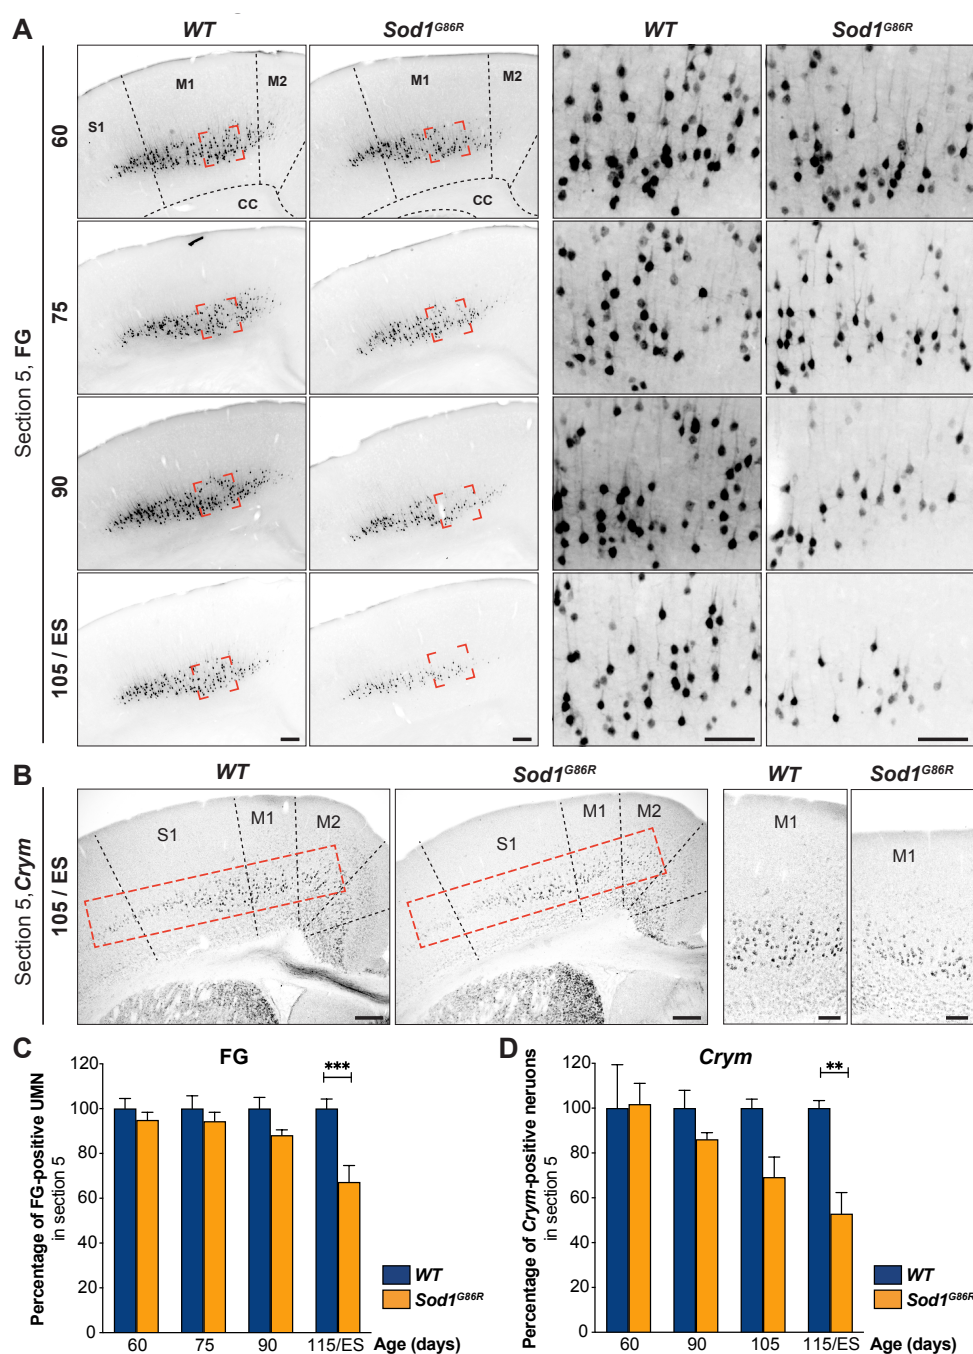 A
WT
Sod1G86R
WT
Sod1G86R
Section 5, FG
60
S1
M1
M2
CC
M1
M2
CC
75
90
105 / ES
B
WT
Sod1G86R
WT
Sod1G86R
Section 5, Crym
105 / ES
S1
M1
M2
S1
M1
M2
M1
M1
C
FG
Percentage of FG-positive UMN
in section 5
120
100
80
60
40
20
0
***
WT
Sod1G86R
60 75 90 115/ES Age (days)
D
Crym
Percentage of Crym-positive neruons
in section 5
120
100
80
60
40
20
0
**
WT
Sod1G86R
60 90 105 115/ES Age (days)